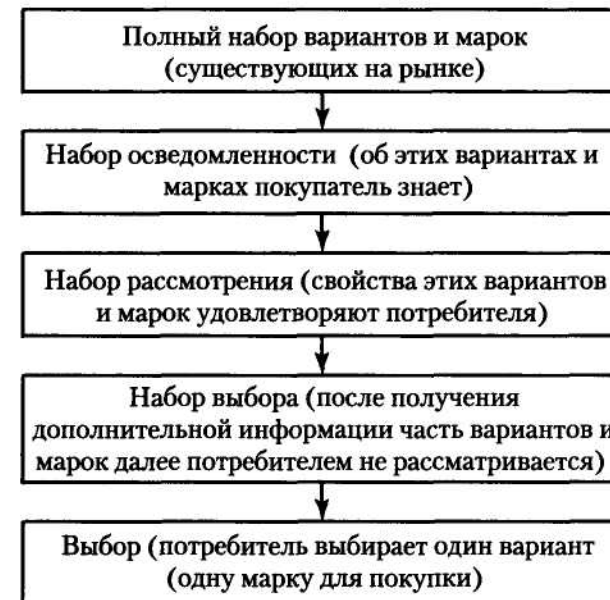 Полный набор вариантов и марок
(существующих на рынке)
Набор осведомленности (об этих вариантах и
марках покупатель знает)
Набор рассмотрения (свойства этих вариантов
и марок удовлетворяют потребителя)
Набор выбора (после получения
дополнительной информации часть вариантов и
марок далее потребителем не рассматривается)
Выбор (потребитель выбирает один вариант
(одну марку для покупки)